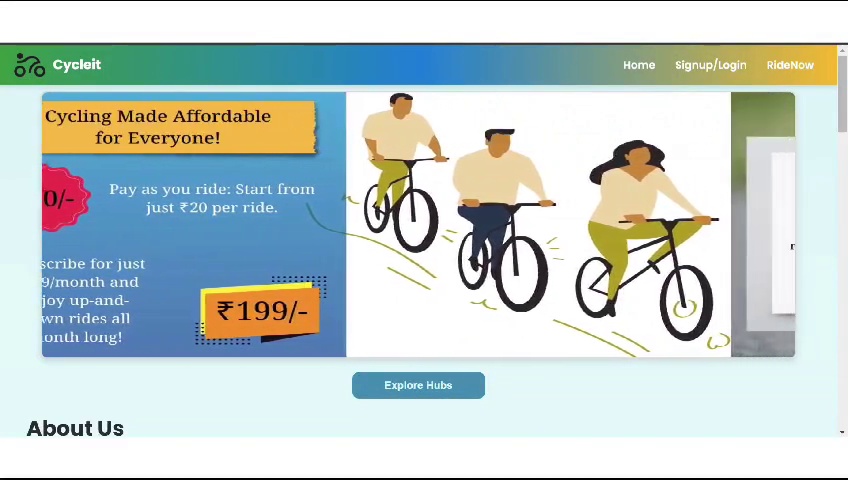 Cycleit
Home Signup/Login RideNow
Cycling Made Affordable
for Everyone!
0/-
Pay as you ride: Start from
just ₹20 per ride.
scribe for just
9/month and
joy up-and-
wn rides all
onth long!
₹199/-
Explore Hubs
About Us